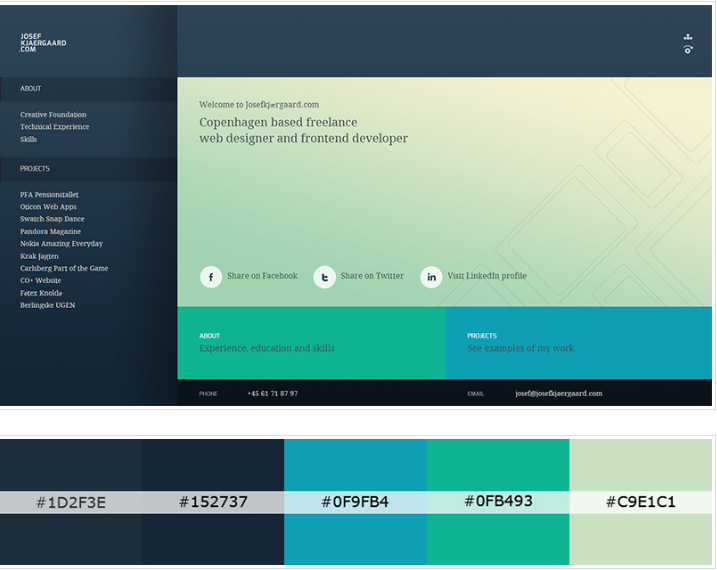 JOSEF
KJAERGAARD
.COM
ABOUT
Creative Foundation
Technical Experience
Skills
PROJECTS
PFA Pensionstallet
Oticon Web Apps
Swatch Snap Dance
Pandora Magazine
Nokia Amazing Everyday
Krak Jagten
Carlsberg Part of the Game
CO+ Website
Fetex Knolde
Berlingske UGEN
Welcome to Josefkjærgaard.com
Copenhagen based freelance
web designer and frontend developer
f Share on Facebook t Share on Twitter in Visit LinkedIn profile
ABOUT
Experience, education and skills
PROJECTS
See examples of my work
PHONE +45 61 71 87 97 EMAIL josef@josefkjaergaard.com
#1D2F3E #152737 #0F9FB4 #0FB493 #C9E1C1